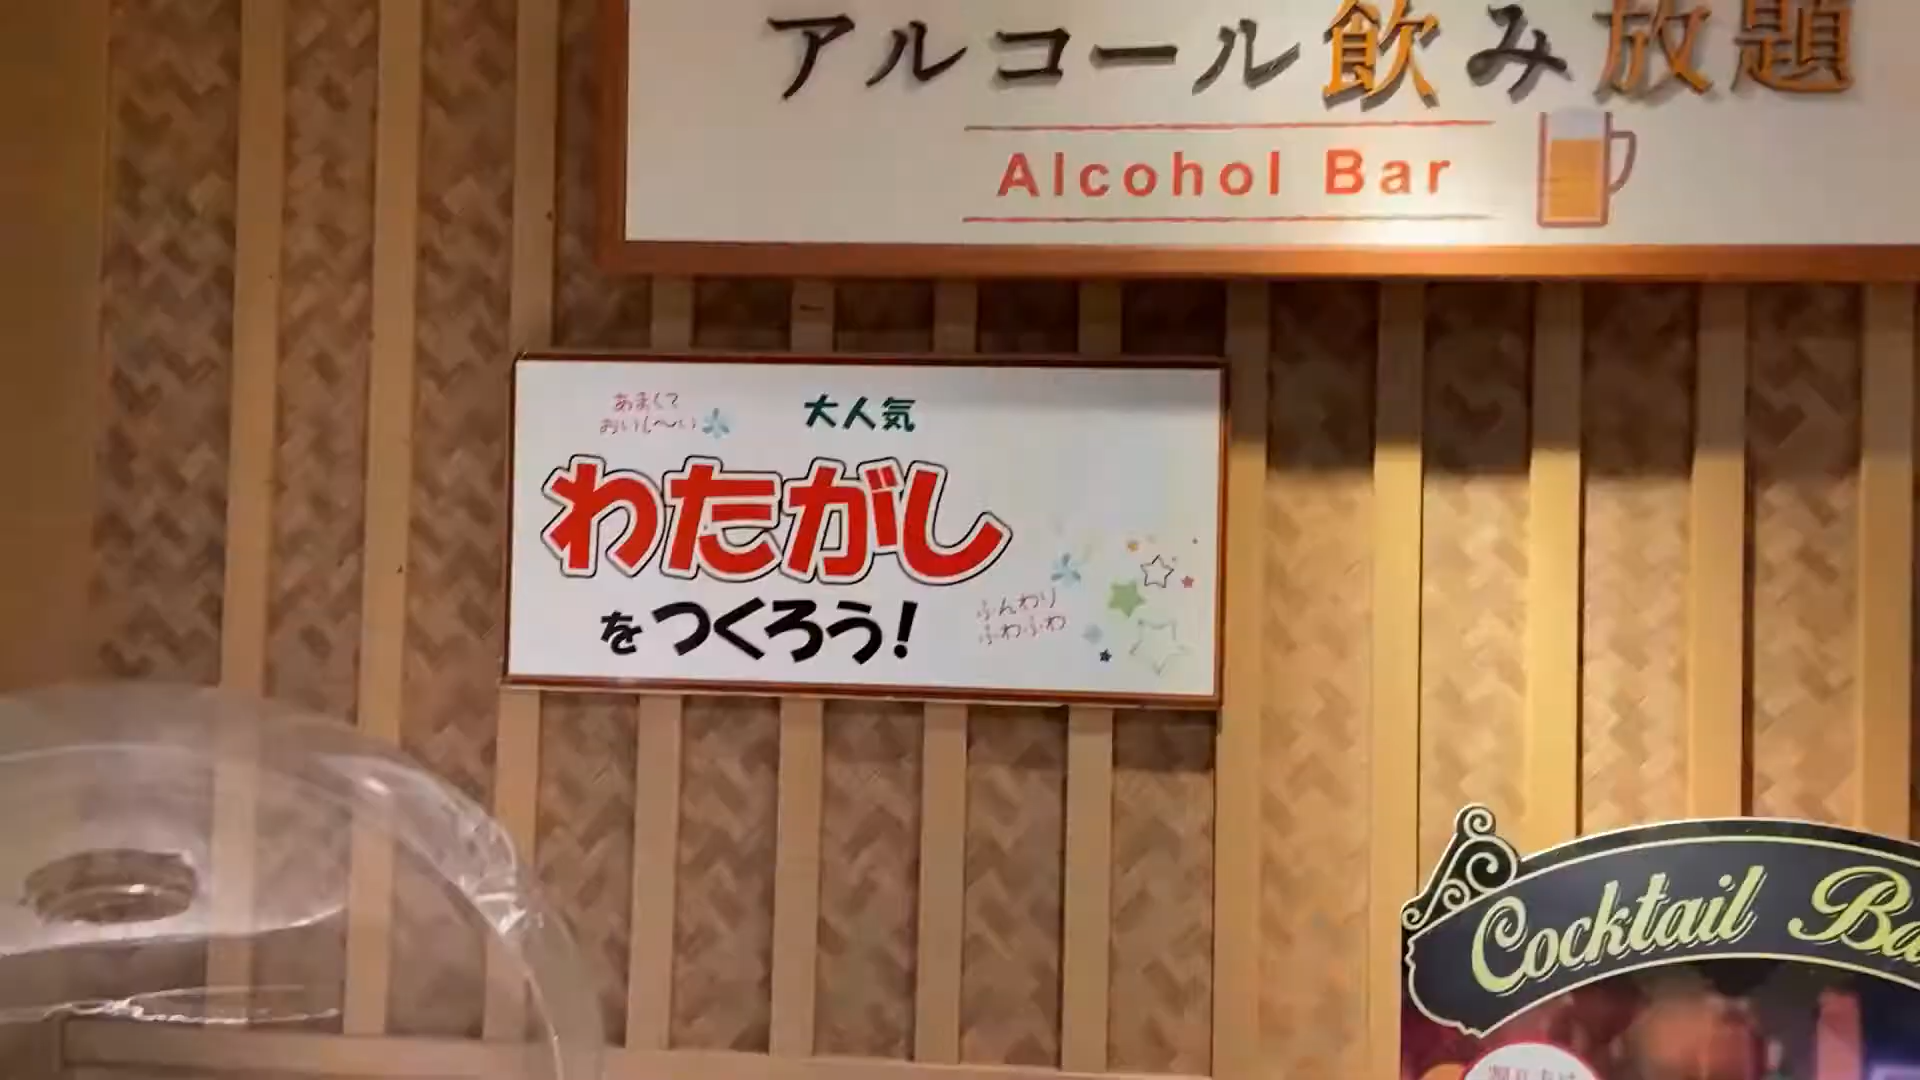 アルコール飲み放題
Alcohol Bar
あまくて
おいし〜い
大人気
わたがし
をつくろう!
ふんわり
ふわふわ
Cocktail Ba